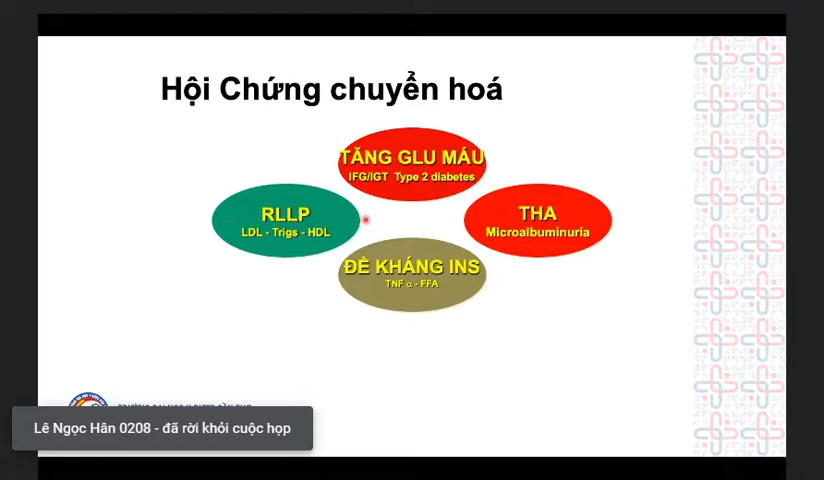 Hội Chứng chuyển hoá
TĂNG GLU MÁU
IFG/IGT Type 2 diabetes
RLLP
LDL - Trigs - HDL
THA
Microalbuminuria
ĐỀ KHÁNG INS
TNF α - FFA
Lê Ngọc Hân 0208 - đã rời khỏi cuộc họp